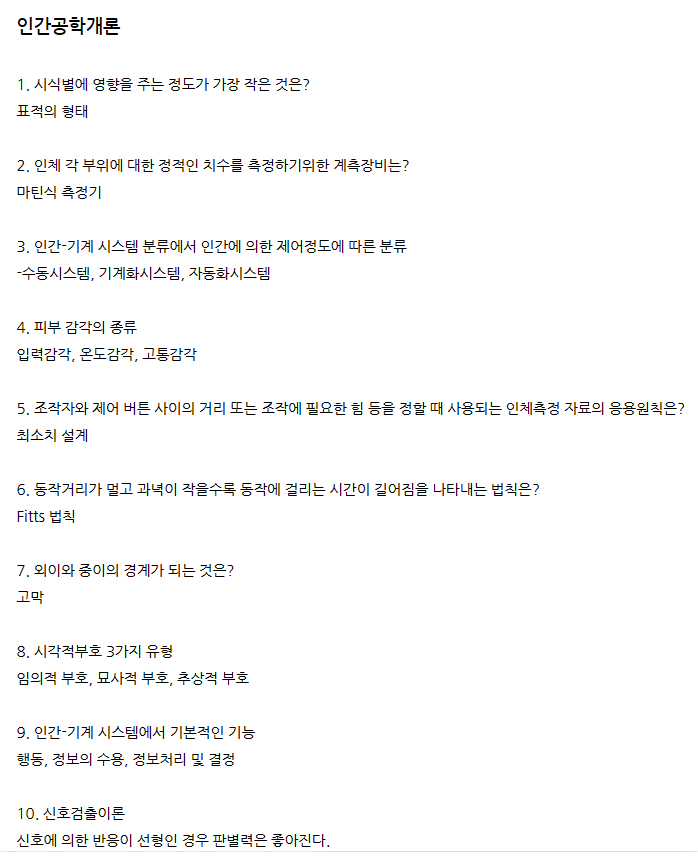 인간공학개론
1. 시식별에 영향을 주는 정도가 가장 작은 것은?
표적의 형태
2. 인체 각 부위에 대한 정적인 치수를 측정하기위한 계측장비는?
마틴식 측정기
3. 인간-기계 시스템 분류에서 인간에 의한 제어정도에 따른 분류
-수동시스템, 기계화시스템, 자동화시스템
4. 피부 감각의 종류
입력감각, 온도감각, 고통감각
5. 조작자와 제어 버튼 사이의 거리 또는 조작에 필요한 힘 등을 정할 때 사용되는 인체측정 자료의 응용원칙은?
최소치 설계
6. 동작거리가 멀고 과녁이 작을수록 동작에 걸리는 시간이 길어짐을 나타내는 법칙은?
Fitts 법칙
7. 외이와 중이의 경계가 되는 것은?
고막
8. 시각적부호 3가지 유형
임의적 부호, 묘사적 부호, 추상적 부호
9. 인간-기계 시스템에서 기본적인 기능
행동, 정보의 수용, 정보처리 및 결정
10. 신호검출이론
신호에 의한 반응이 선형인 경우 판별력은 좋아진다.